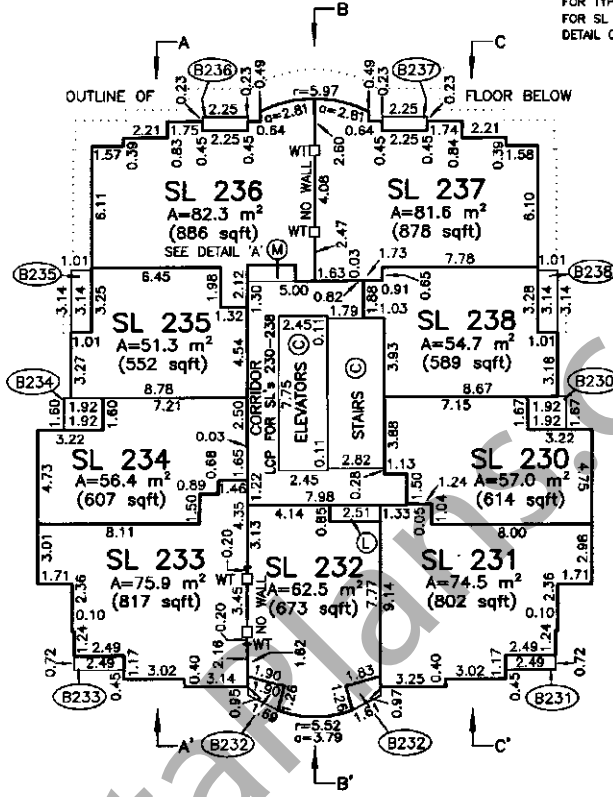 FOR TYP
FOR SL
DETAIL
B
A
C
B236
B237
0.23
0.23
0.49
0.49
0.23
0.23
r=5.97
OUTLINE OF
FLOOR BELOW
2.25
a=2.81
a=2.81
2.25
2.21
1.75
2.25
0.64
0.64
2.25
1.74
2.21
1.57
0.39
0.83
0.45
0.45
WT
2.60
0.45
0.45
0.84
0.39
1.58
6.11
SL 236
A=82.3 m²
(886 sqft)
NO WALL
4.08
SL 237
A=81.6 m²
(878 sqft)
6.10
WT
SEE DETAIL 'A'
M
2.47
B235
1.01
6.45
2.12
5.00
1.63
0.03
1.73
7.78
1.01
B238
3.14
3.14
3.25
1.98
1.30
0.82
1.88
0.91
0.65
3.28
3.14
3.14
1.32
1.79
1.03
SL 235
A=51.3 m²
(552 sqft)
4.54
2.45
0.11
SL 238
A=54.7 m²
(589 sqft)
3.93
1.01
1.01
3.27
3.18
CORRIDOR
LCP FOR SL's 230-238
7.75
ELEVATORS
C
STAIRS
C
B234
8.78
8.67
B230
1.60
1.92
1.92
1.60
7.21
2.50
7.15
1.67
1.92
1.92
1.67
3.22
3.22
0.03
0.11
3.88
SL 234
A=56.4 m²
(607 sqft)
0.68
1.65
2.82
SL 230
A=57.0 m²
(614 sqft)
4.73
4.75
0.89
1.46
1.22
2.45
0.28
1.13
1.50
7.98
1.50
1.24
1.04
0.05
8.11
4.35
4.14
0.85
2.51
1.33
8.00
3.01
0.20
3.13
L
2.98
SL 233
A=75.9 m²
(817 sqft)
SL 232
A=62.5 m²
(673 sqft)
SL 231
A=74.5 m²
(802 sqft)
1.71
2.36
WT
7.77
9.14
2.36
1.71
0.10
0.20
3.45
NO WALL
0.10
1.24
WT
1.24
0.72
2.49
2.49
2.16
1.62
2.49
2.49
0.72
B233
0.45
1.17
3.02
0.40
3.14
1.90
1.90
1.26
1.83
3.25
0.40
3.02
1.17
0.45
B231
0.95
1.69
1.26
1.61
0.97
B232
r=5.52
a=3.79
B232
A'
B'
C'